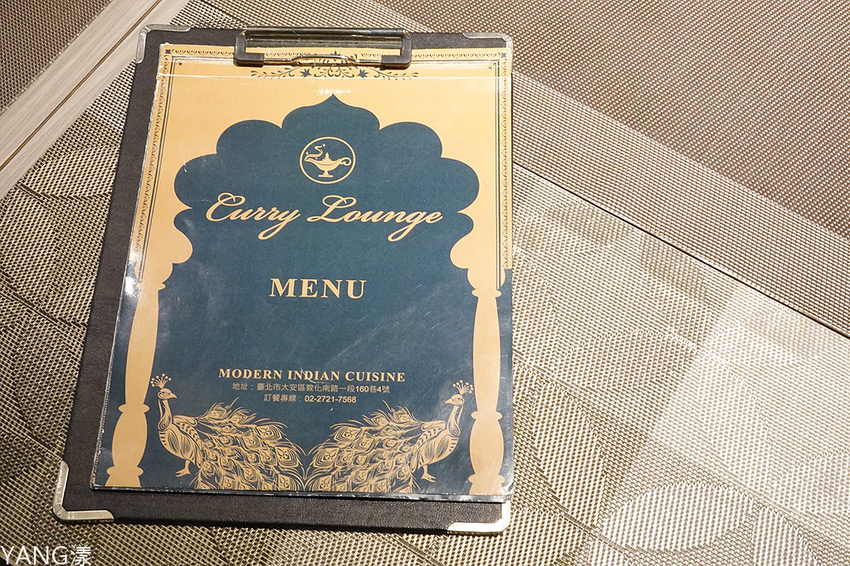 Curry Lounge
MENU
MODERN INDIAN CUISINE
地址：臺北市大安區敦化南路一段160巷4號
訂餐專線：02-2721-7568
YANG漾